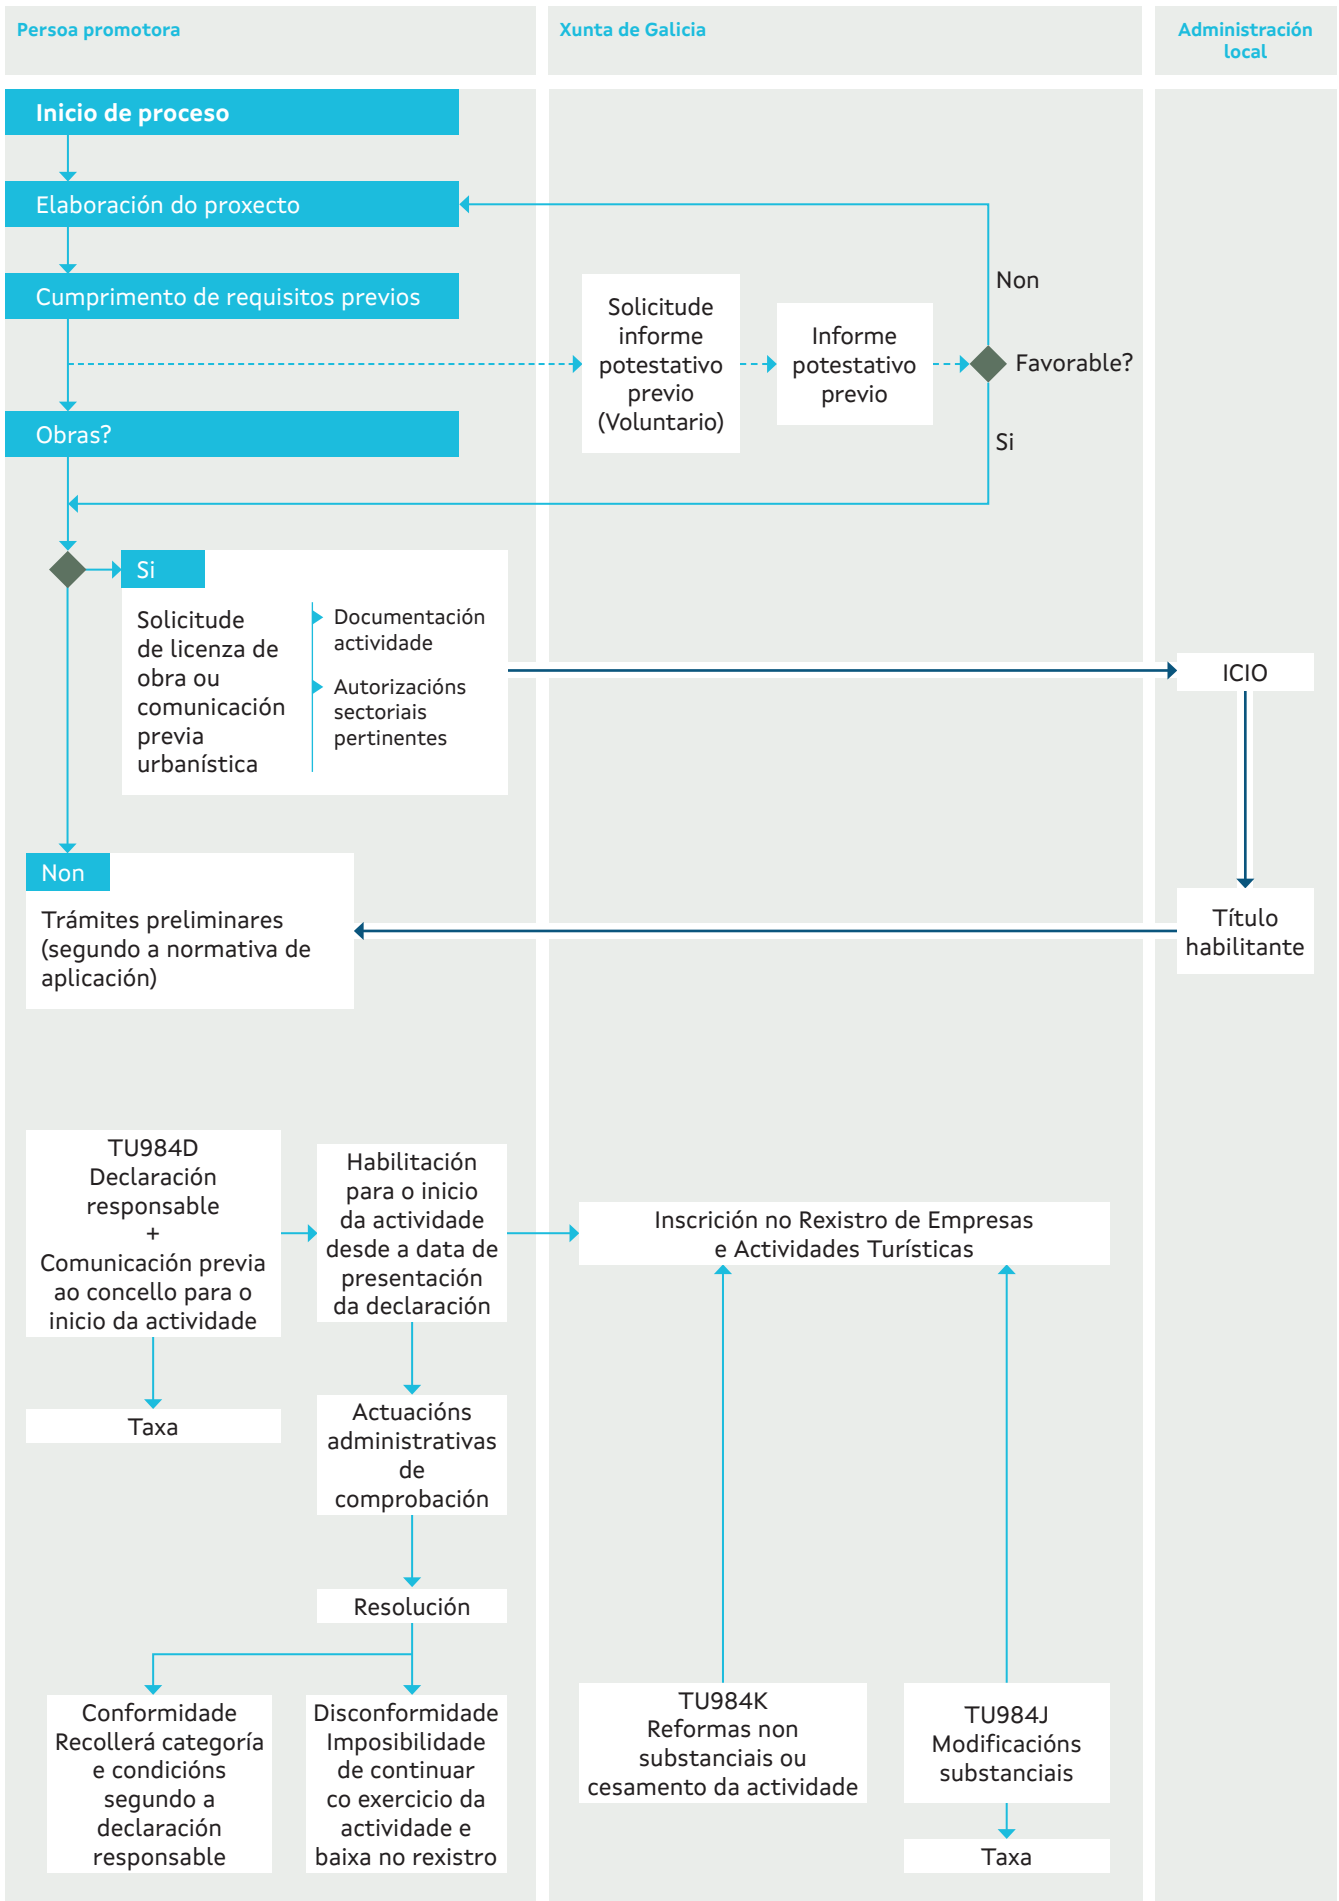 Persoa promotora
Xunta de Galicia
Administración
local
Inicio de proceso
Elaboración do proxecto
Cumprimento de requisitos previos
Solicitude
informe
potestativo
previo
(Voluntario)
Informe
potestativo
previo
Non
Favorable?
Si
Obras?
Si
Solicitude
de licenza de
obra ou
comunicación
previa
urbanística
Documentación
actividade
Autorizacións
sectoriais
pertinentes
ICIO
Non
Trámites preliminares
(segundo a normativa de
aplicación)
Título
habilitante
TU984D
Declaración
responsable
+
Comunicación previa
ao concello para o
inicio da actividade
Habilitación
para o inicio
da actividade
desde a data de
presentación
da declaración
Inscrición no Rexistro de Empresas
e Actividades Turísticas
Taxa
Actuacións
administrativas
de
comprobación
Resolución
Conformidade
Recollerá categoría
e condicións
segundo a
declaración
responsable
Disconformidade
Imposibilidade
de continuar
co exercicio da
actividade e
baixa no rexistro
TU984K
Reformas non
substanciais ou
cesamento da actividade
TU984J
Modificacións
substanciais
Taxa